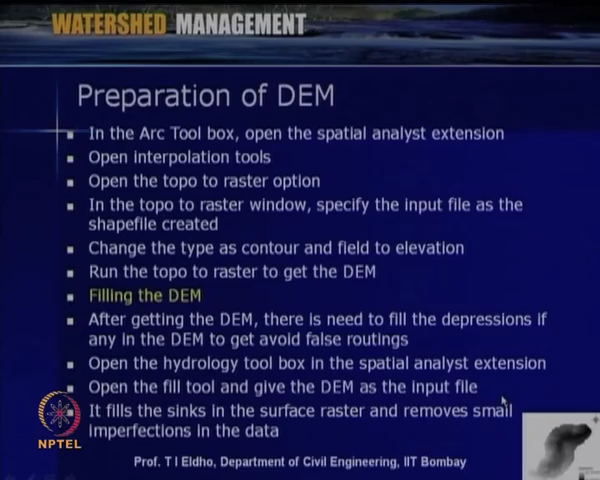 WATERSHED MANAGEMENT
Preparation of DEM
In the Arc Tool box, open the spatial analyst extension
Open interpolation tools
Open the topo to raster option
In the topo to raster window, specify the input file as the
shapefile created
Change the type as contour and field to elevation
Run the topo to raster to get the DEM
Filling the DEM
After getting the DEM, there is need to fill the depressions if
any in the DEM to get avoid false routings
Open the hydrology tool box in the spatial analyst extension
Open the fill tool and give the DEM as the input file
It fills the sinks in the surface raster and removes small
imperfections in the data
NPTEL
Prof. T I Eldho, Department of Civil Engineering, IIT Bombay